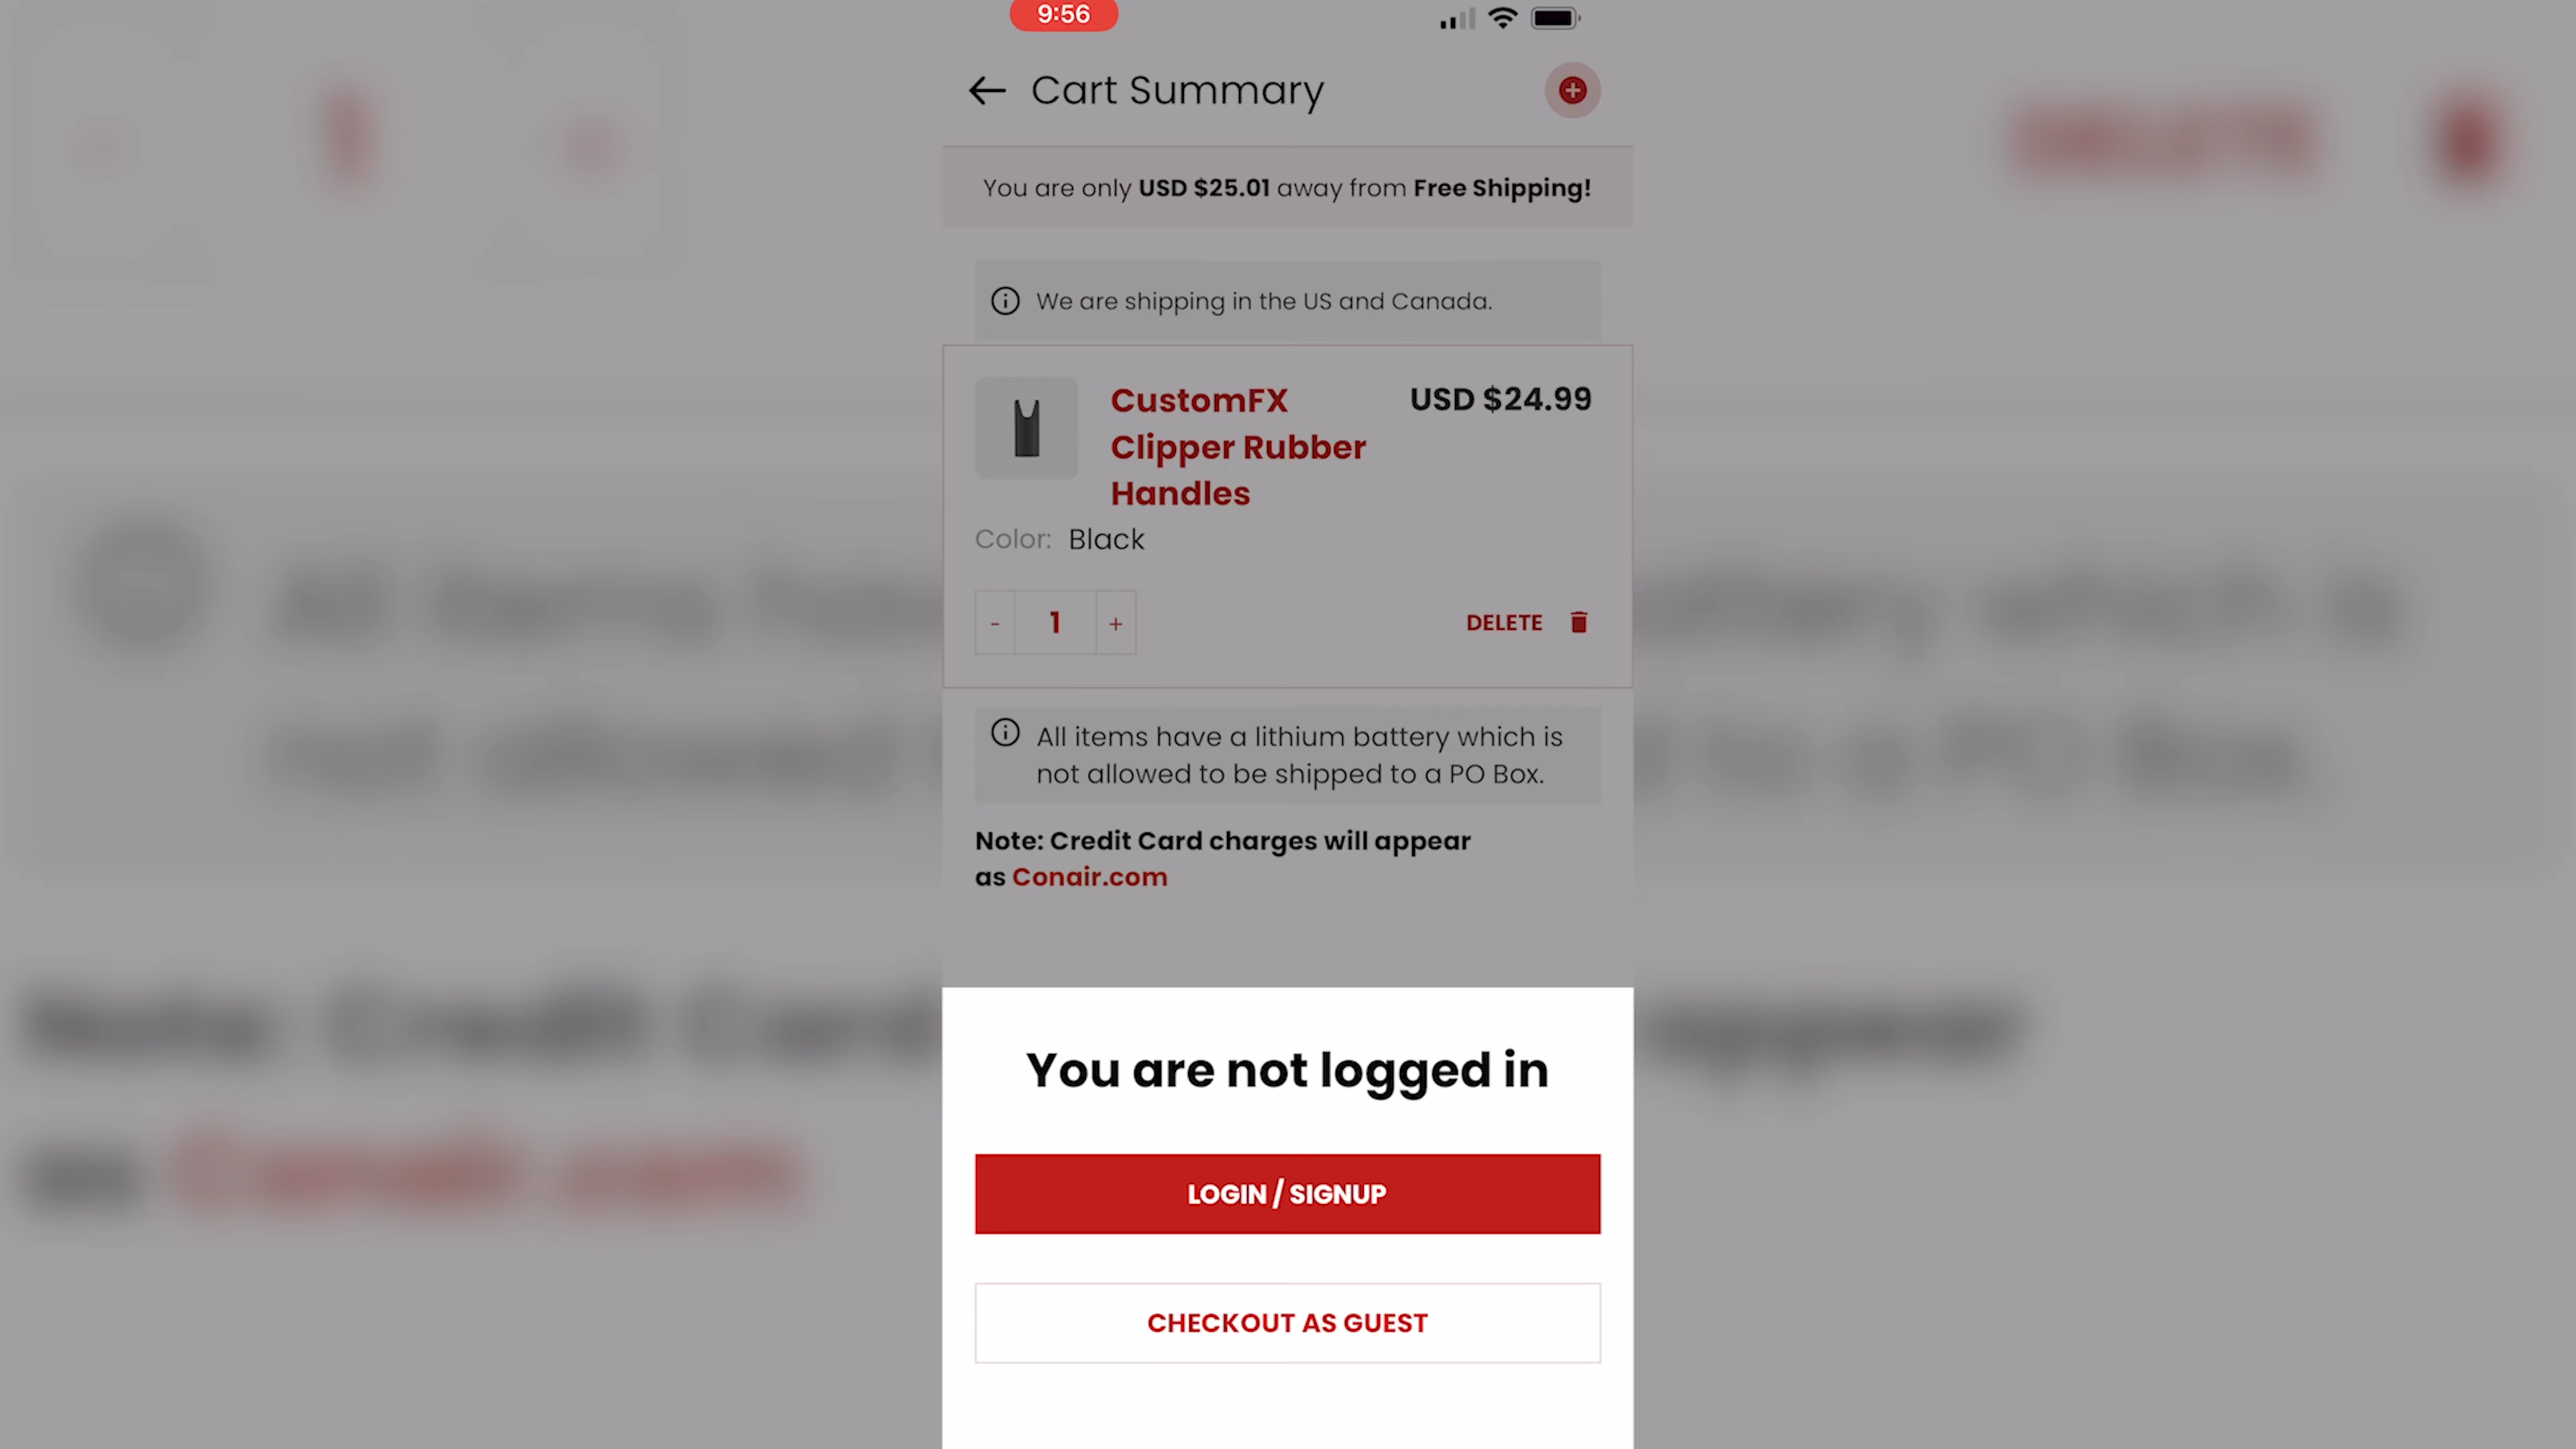 9:56
Cart Summary
You are only USD $25.01 away from Free Shipping!
We are shipping in the US and Canada.
CustomFX
Clipper Rubber
Handles
USD $24.99
Color: Black
- 1 +
DELETE
All items have a lithium battery which is
not allowed to be shipped to a PO Box.
Note: Credit Card charges will appear
as Conair.com
You are not logged in
LOGIN / SIGNUP
CHECKOUT AS GUEST